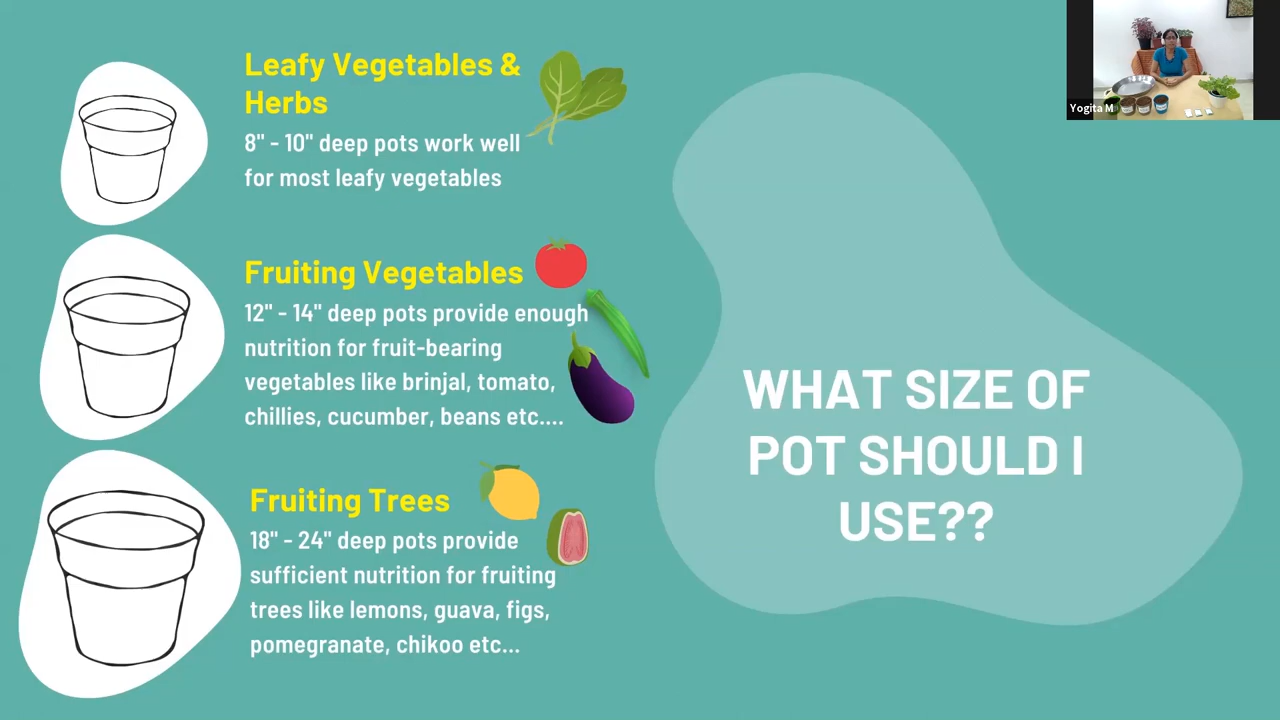 Leafy Vegetables &
Herbs
8" - 10" deep pots work well
for most leafy vegetables
Fruiting Vegetables
12" - 14" deep pots provide enough
nutrition for fruit-bearing
vegetables like brinjal, tomato,
chillies, cucumber, beans etc....
Fruiting Trees
18" - 24" deep pots provide
sufficient nutrition for fruiting
trees like lemons, guava, figs,
pomegranate, chikoo etc...
WHAT SIZE OF
POT SHOULD I
USE??
Yogita M